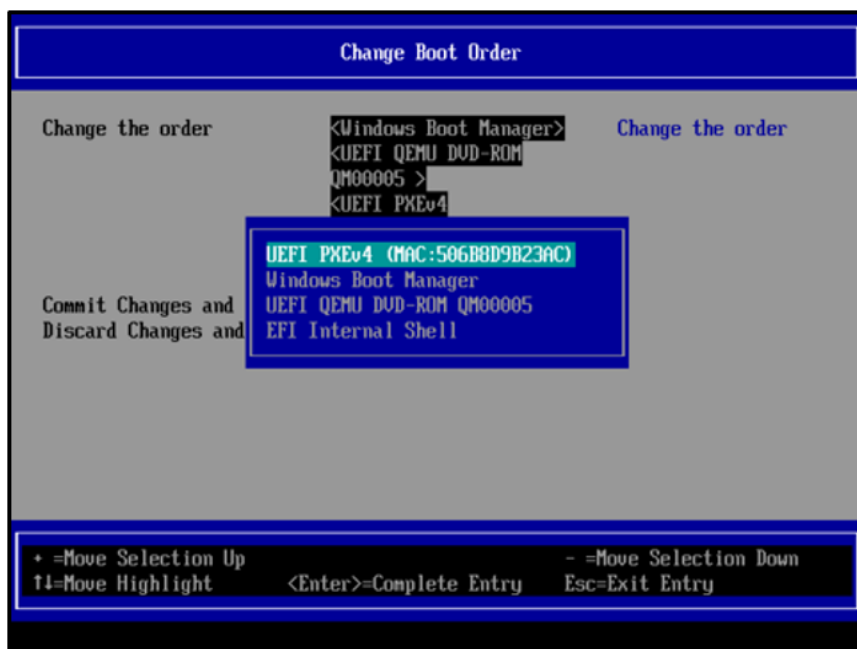 Change Boot Order
Change the order
<Windows Boot Manager>
<UEFI QEMU DVD-ROM
QM00005 >
<UEFI PXEv4
Change the order
UEFI PXEv4 (MAC:506B8D9B23AC)
Windows Boot Manager
UEFI QEMU DVD-ROM QM00005
EFI Internal Shell
Commit Changes and
Discard Changes and
+ =Move Selection Up
- =Move Selection Down
↑↓=Move Highlight
<Enter>=Complete Entry
Esc=Exit Entry